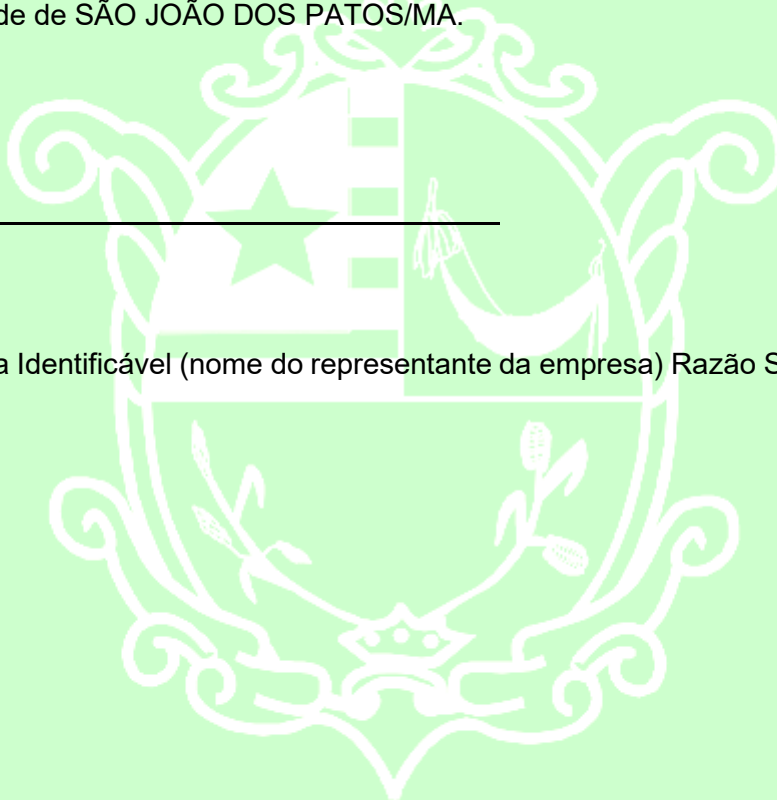 de de SÃO JOÃO DOS PATOS/MA.
a Identificável (nome do representante da empresa) Razão S